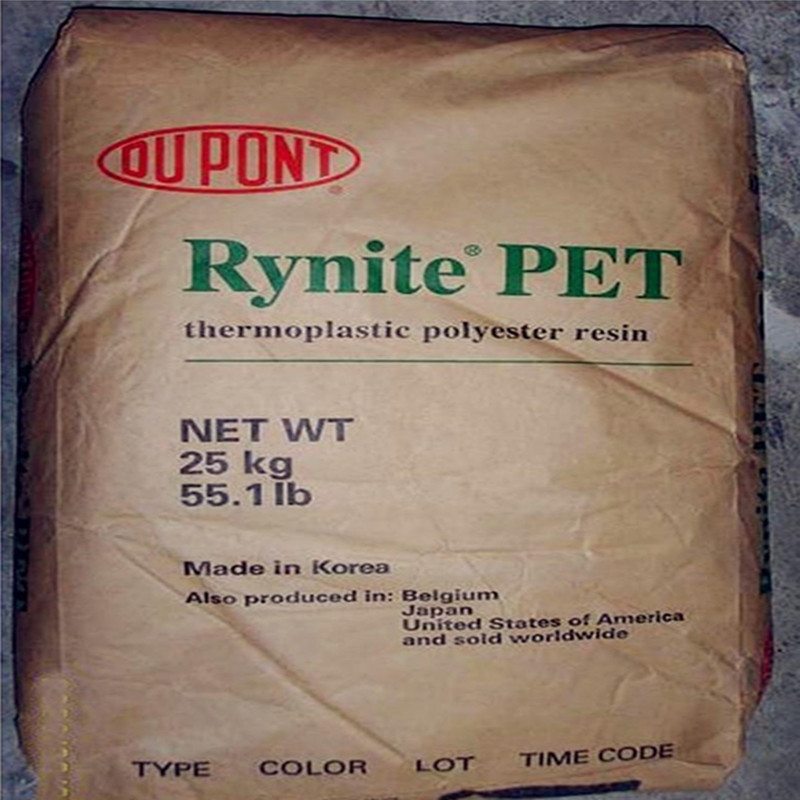 DU PONT
®
Rynite® PET
thermoplastic polyester resin
NET WT
25 kg
55.1 lb
Made in Korea
Also produced in: Belgium
Japan
United States of America
and sold worldwide
TYPE COLOR LOT TIME CODE